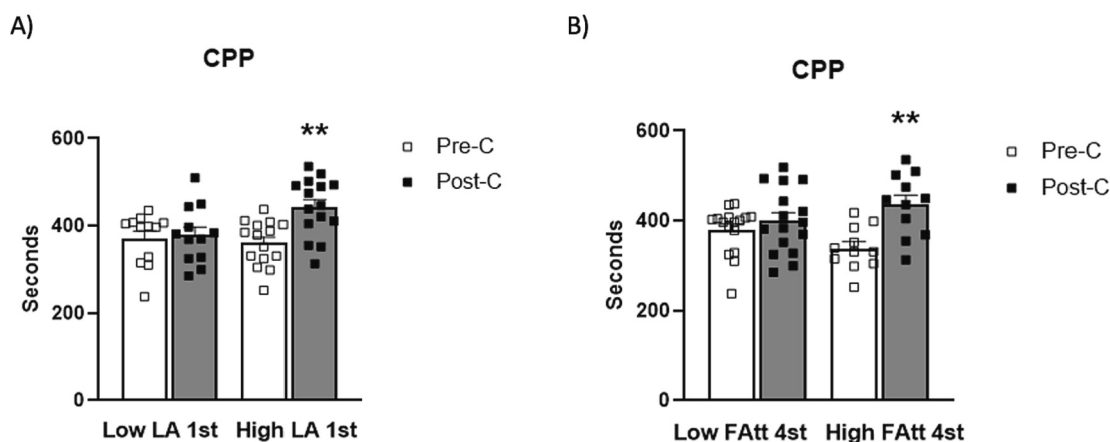 A)
CPP
**
600
400
200
0
Seconds
Low LA 1st High LA 1st
Pre-C
Post-C
B)
CPP
**
600
400
200
0
Seconds
Low FAtt 4st High FAtt 4st
Pre-C
Post-C